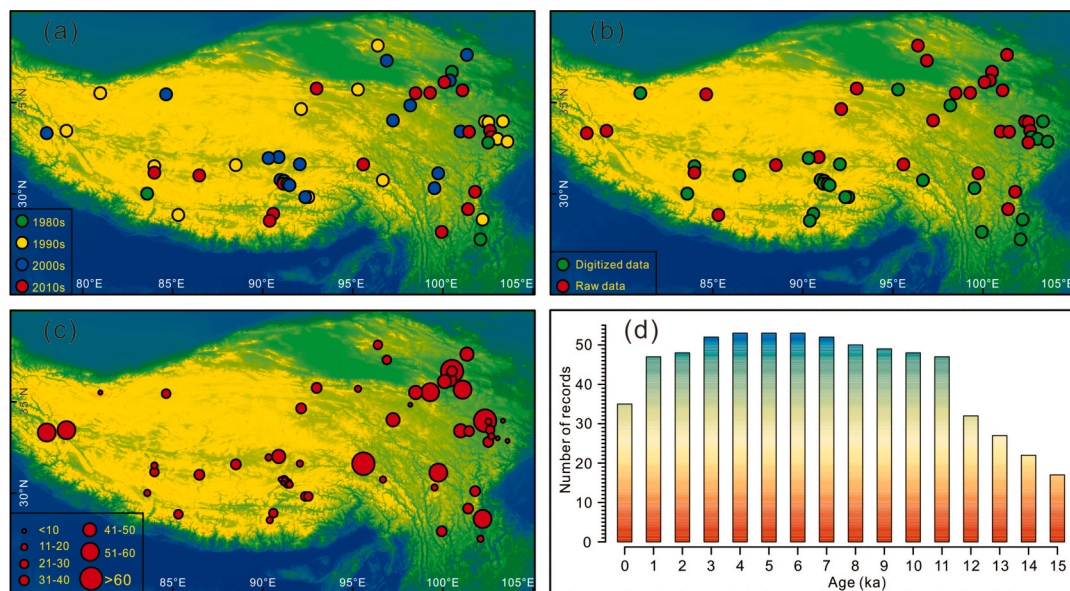 (a)
35°N
30°N
1980s
1990s
2000s
2010s
80°E 85°E 90°E 95°E 100°E 105°E
(b)
35°N
30°N
Digitized data
Raw data
80°E 85°E 90°E 95°E 100°E 105°E
(c)
35°N
30°N
<10 41-50
11-20 51-60
21-30
31-40 >60
85°E 90°E 95°E 100°E 105°E
(d)
Number of records
50
40
30
20
10
0
0 1 2 3 4 5 6 7 8 9 10 11 12 13 14 15
Age (ka)